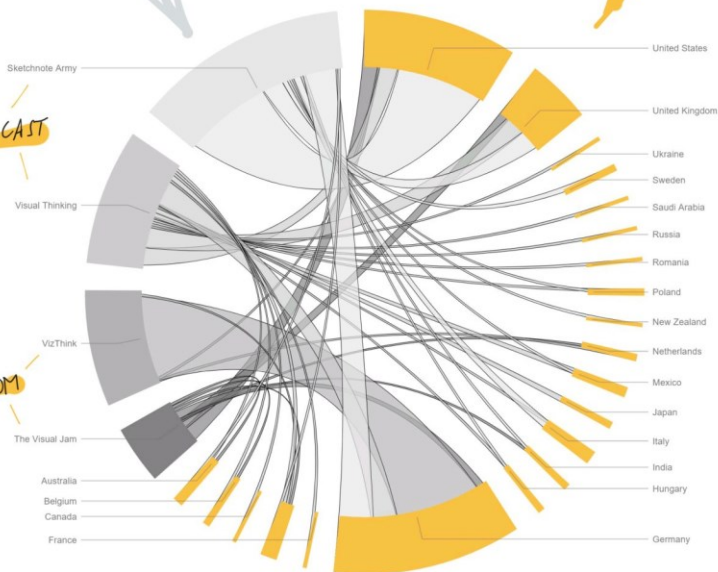 Sketchnote Army
United States
United Kingdom
CAST
Ukraine
Sweden
Visual Thinking
Saudi Arabia
Russia
Romania
Poland
New Zealand
VizThink
Netherlands
OM
Mexico
Japan
The Visual Jam
Italy
India
Australia
Hungary
Belgium
Canada
France
Germany